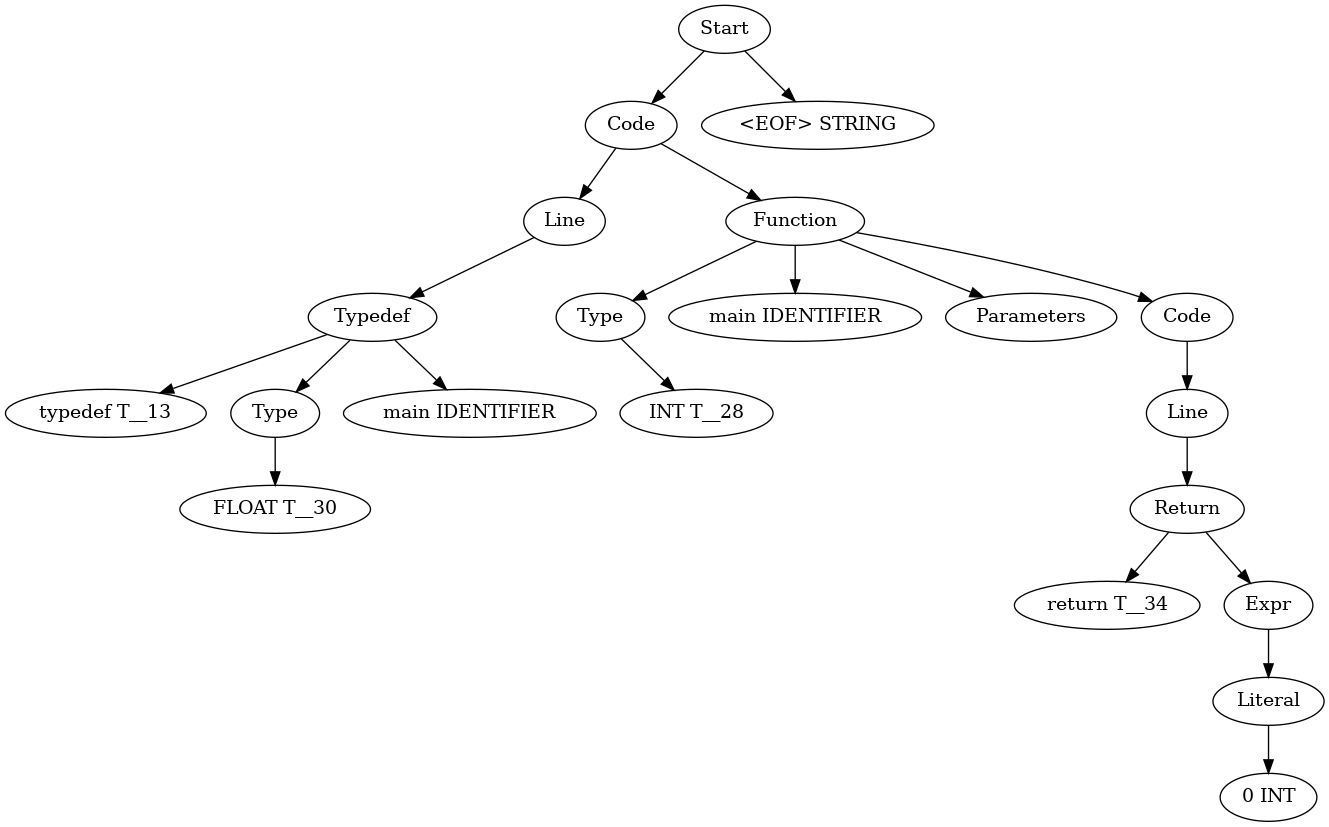 Start
Code
<EOF> STRING
Line
Function
Typedef
Type
main IDENTIFIER
Parameters
Code
typedef T__13
Type
main IDENTIFIER
INT T__28
Line
FLOAT T__30
Return
return T__34
Expr
Literal
0 INT